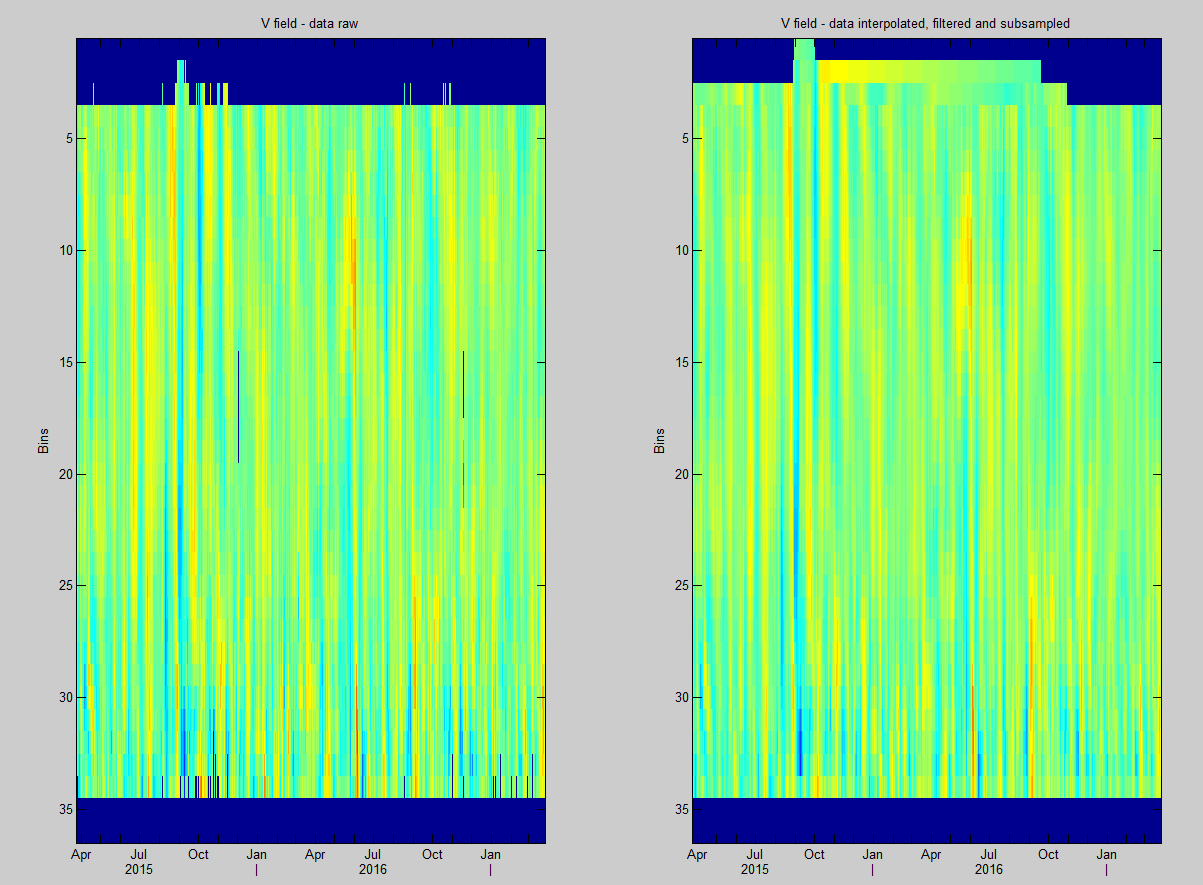 V field - data raw
5
10
15
20
25
30
35
Bins
Apr Jul Oct Jan Apr Jul Oct Jan
2015 | 2016 |
V field - data interpolated, filtered and subsampled
5
10
15
20
25
30
35
Bins
Apr Jul Oct Jan Apr Jul Oct Jan
2015 | 2016 |